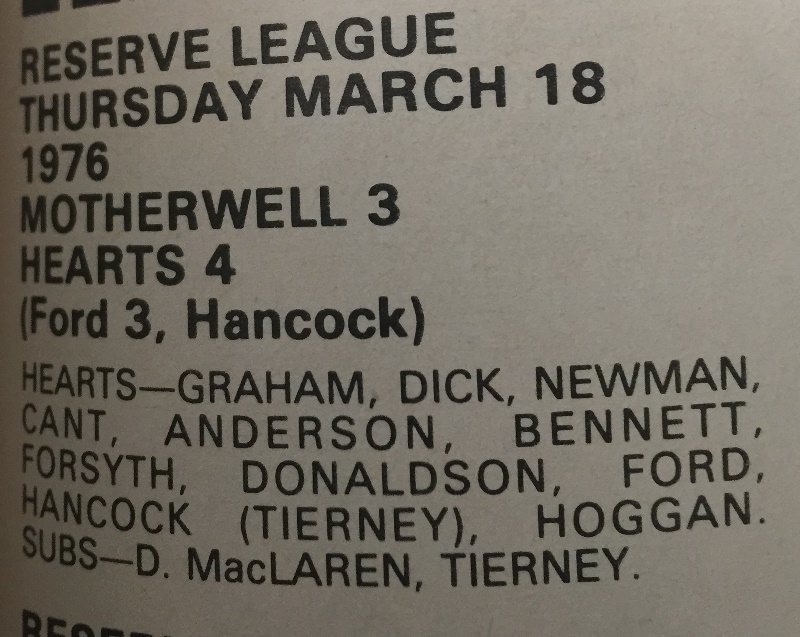 RESERVE LEAGUE
THURSDAY MARCH 18
1976
MOTHERWELL 3
HEARTS 4
(Ford 3, Hancock)
HEARTS—GRAHAM, DICK, NEWMAN,
CANT, ANDERSON, BENNETT,
FORSYTH, DONALDSON, FORD,
HANCOCK (TIERNEY), HOGGAN.
SUBS—D. MacLAREN, TIERNEY.